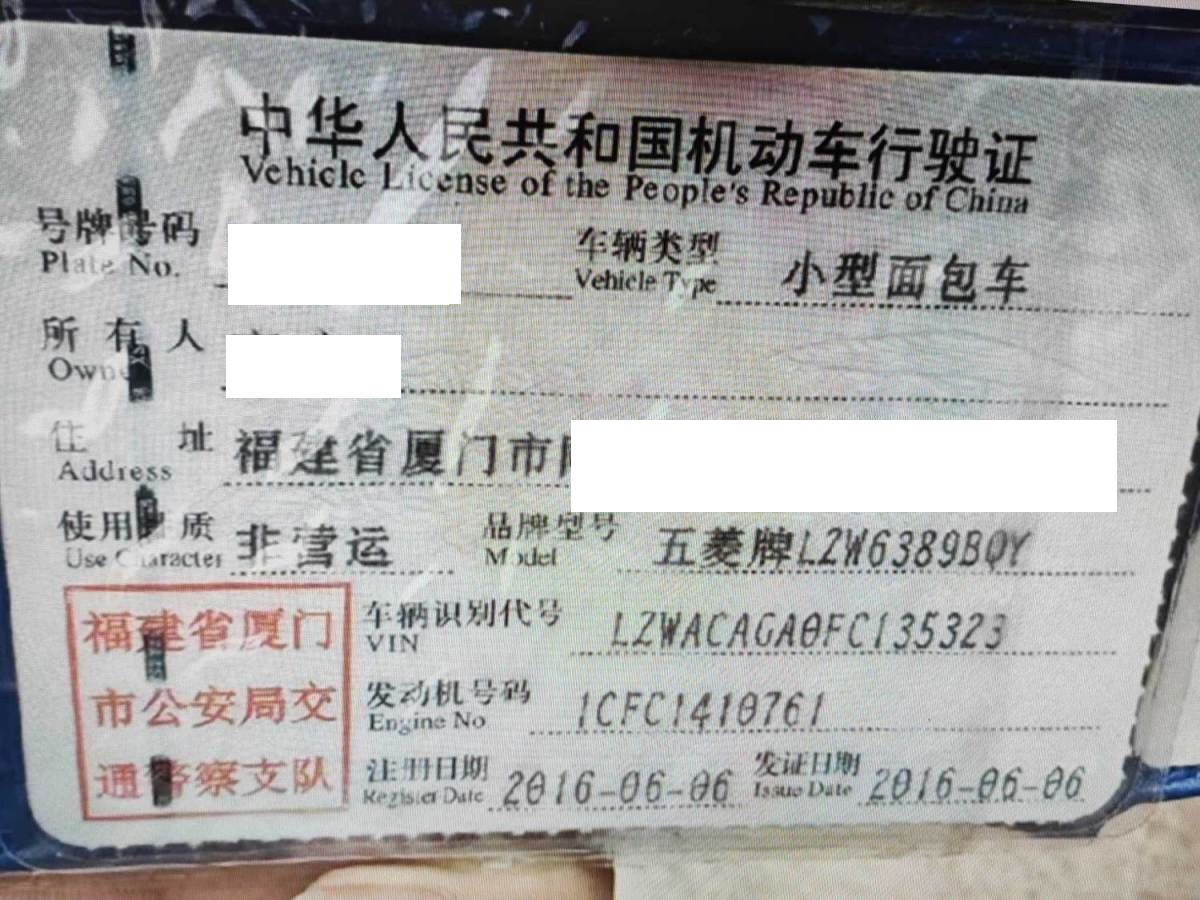 中华人民共和国机动车行驶证
Vehicle License of the People's Republic of China
号牌号码 车辆类型 小型面包车
Plate No. Vehicle Type
所有人
Owner
住址 福建省厦门市
Address
使用性质 非营运 品牌型号 五菱牌LZW6389BQY
Use Character Model
福建省厦门 车辆识别代号 LZWACAGA0FC135323
VIN
市公安局交 发动机号码 1CFC1410761
Engine No
通警察支队 注册日期 2016-06-06 发证日期 2016-06-06
Register Date Issue Date